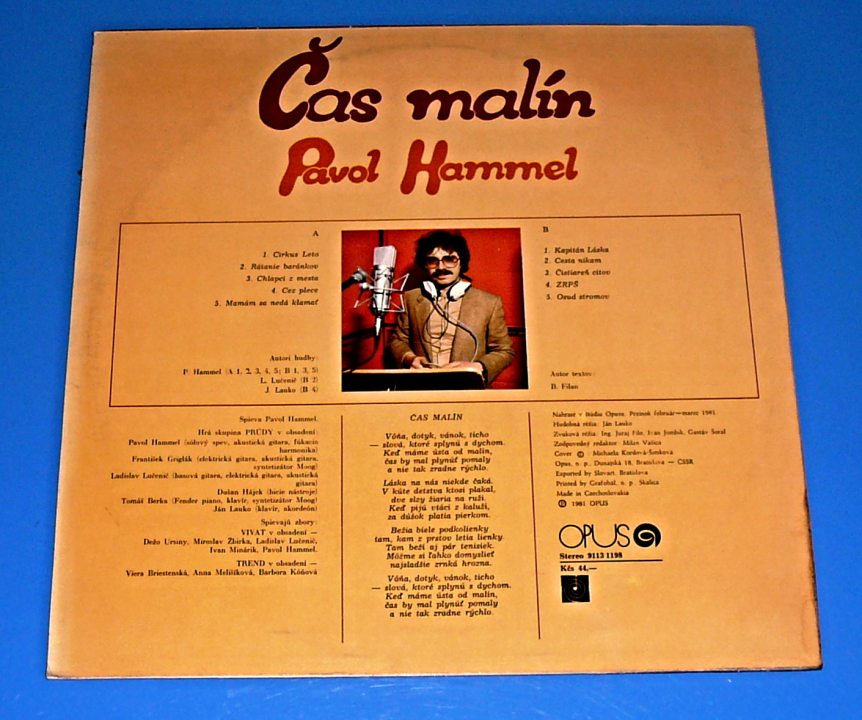 Čas malín
Pavol Hammel
A
1. Cirkus Leto
2. Rátanie baránkov
3. Chlapci z mesta
4. Cez plece
5. Mamám sa nedá klamať
Autori hudby:
P. Hammel (A 1, 2, 3, 4, 5; B 1, 3, 5)
L. Lučenič (B 2)
J. Lauko (B 4)
B
1. Kapitán Láska
2. Cesta nikam
3. Čistiareň citov
4. ZRPŠ
5. Osud stromov
Autor textov:
B. Filan
Spieva Pavol Hammel.
Hrá skupina PRÚDY v obsadení:
Pavol Hammel (sólový spev, akustická gitara, fúkacia
harmonika)
František Griglák (elektrická gitara, akustická gitara,
syntetizátor Moog)
Ladislav Lučenič (basová gitara, elektrická gitara, akustická
gitara)
Dušan Hájek (bicie nástroje)
Tomáš Berka (Fender piano, klavír, syntetizátor Moog)
Ján Lauko (klavír, akordeón)
Spievajú zbory:
VIVAT v obsadení —
Dežo Ursiny, Miroslav Žbirka, Ladislav Lučenič,
Ivan Minárik, Pavol Hammel.
TREND v obsadení —
Viera Briestenská, Anna Melišíková, Barbora Kóňová
ČAS MALÍN
Vôňa, dotyk, vánok, ticho
— slová, ktoré splynú s dychom.
Keď máme ústa od malín,
čas by mal plynúť pomaly
a nie tak zradne rýchlo.
Láska na nás niekde čaká.
V kúte detstva ktosi plakal,
dve slzy žiaria na ruži.
Keď pijú vtáci z kaluží,
za dúžok platia pierkom.
Bežia biele podkolienky
tam, kam z prstov letia lienky.
Tam beží aj pár tenisiek.
Môžme si ľahko domyslieť
najsladšie zrnká hrozna.
Vôňa, dotyk, vánok, ticho
— slová, ktoré splynú s dychom.
Keď máme ústa od malín,
čas by mal plynúť pomaly
a nie tak zradne rýchlo.
Nahrané v štúdiu Opusu, Pezinok február—marec 1981.
Hudobná réžia: Ján Lauko
Zvuková réžia: Ing. Juraj Filo, Ivan Jombík, Gustáv Šoral
Zodpovedný redaktor Milan Vašica
Cover © Michaela Kordová-Šimková
Opus, n. p., Dunajská 18, Bratislava — ČSSR
Exported by Slovart, Bratislava
Printed by Grafobál, n. p., Skalica
Made in Czechoslovakia
Ⓟ 1981 OPUS
OPUS
Stereo 9113 1198
Kčs 44,—